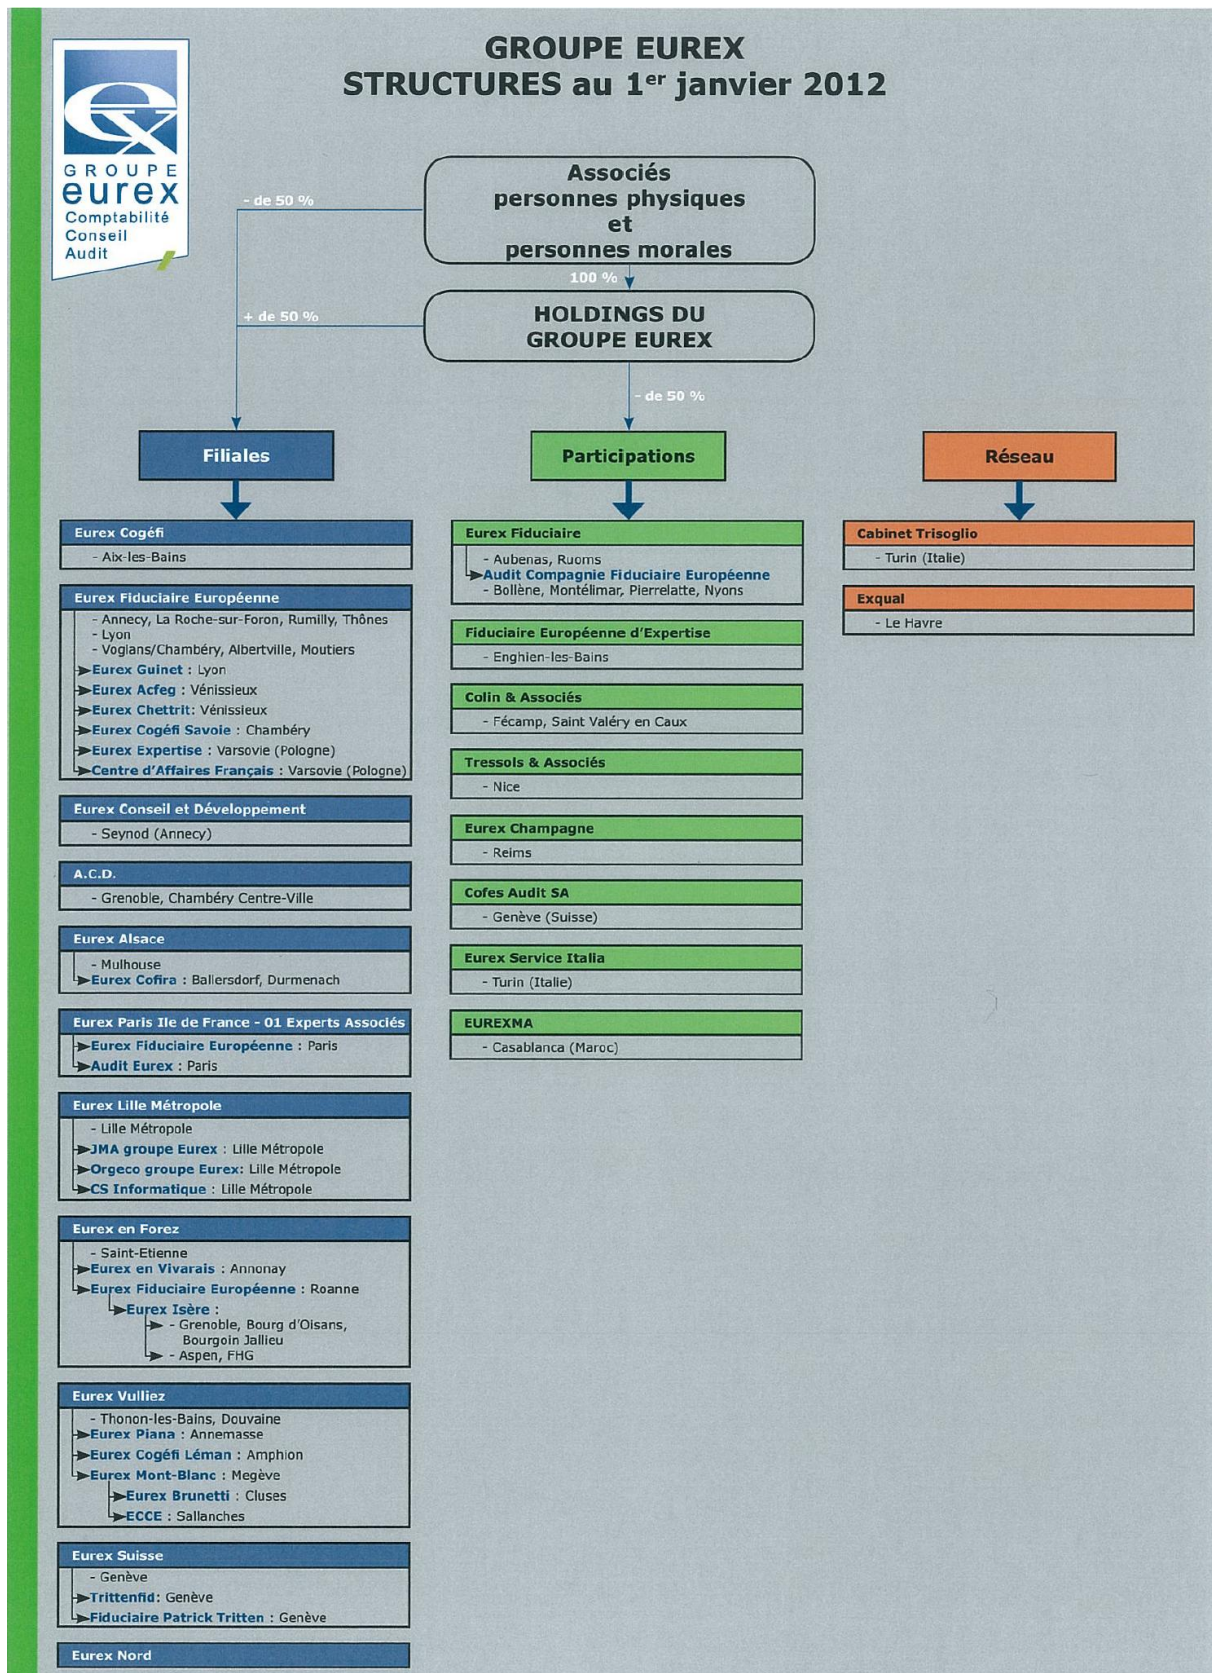 GROUPE EUREX
STRUCTURES au 1er janvier 2012
GROUPE
eurex
Comptabilité
Conseil
Audit
Associés
personnes physiques
et
personnes morales
- de 50 %
100 %
HOLDINGS DU
GROUPE EUREX
+ de 50 %
- de 50 %
Filiales
Eurex Cogéfi
- Aix-les-Bains
Eurex Fiduciaire Européenne
- Annecy, La Roche-sur-Foron, Rumilly, Thônes
- Lyon
- Voglans/Chambéry, Albertville, Moutiers
Eurex Guinet : Lyon
Eurex Acfeg : Vénissieux
Eurex Chettrit: Vénissieux
Eurex Cogéfi Savoie : Chambéry
Eurex Expertise : Varsovie (Pologne)
Centre d'Affaires Français : Varsovie (Pologne)
Eurex Conseil et Développement
- Seynod (Annecy)
A.C.D.
- Grenoble, Chambéry Centre-Ville
Eurex Alsace
- Mulhouse
Eurex Cofira : Ballersdorf, Durmenach
Eurex Paris Ile de France - 01 Experts Associés
Eurex Fiduciaire Européenne : Paris
Audit Eurex : Paris
Eurex Lille Métropole
- Lille Métropole
JMA groupe Eurex : Lille Métropole
Orgeco groupe Eurex: Lille Métropole
CS Informatique : Lille Métropole
Eurex en Forez
- Saint-Etienne
Eurex en Vivarais : Annonay
Eurex Fiduciaire Européenne : Roanne
Eurex Isère :
- Grenoble, Bourg d'Oisans,
Bourgoin Jallieu
- Aspen, FHG
Eurex Vulliez
- Thonon-les-Bains, Douvaine
Eurex Piana : Annemasse
Eurex Cogéfi Léman : Amphion
Eurex Mont-Blanc : Megève
Eurex Brunetti : Cluses
ECCE : Sallanches
Eurex Suisse
- Genève
Trittenfid: Genève
Fiduciaire Patrick Tritten : Genève
Eurex Nord
Participations
Eurex Fiduciaire
- Aubenas, Ruoms
Audit Compagnie Fiduciaire Européenne
- Bollène, Montélimar, Pierrelatte, Nyons
Fiduciaire Européenne d'Expertise
- Enghien-les-Bains
Colin & Associés
- Fécamp, Saint Valéry en Caux
Tressols & Associés
- Nice
Eurex Champagne
- Reims
Cofes Audit SA
- Genève (Suisse)
Eurex Service Italia
- Turin (Italie)
EUREXMA
- Casablanca (Maroc)
Réseau
Cabinet Trisoglio
- Turin (Italie)
Exqual
- Le Havre